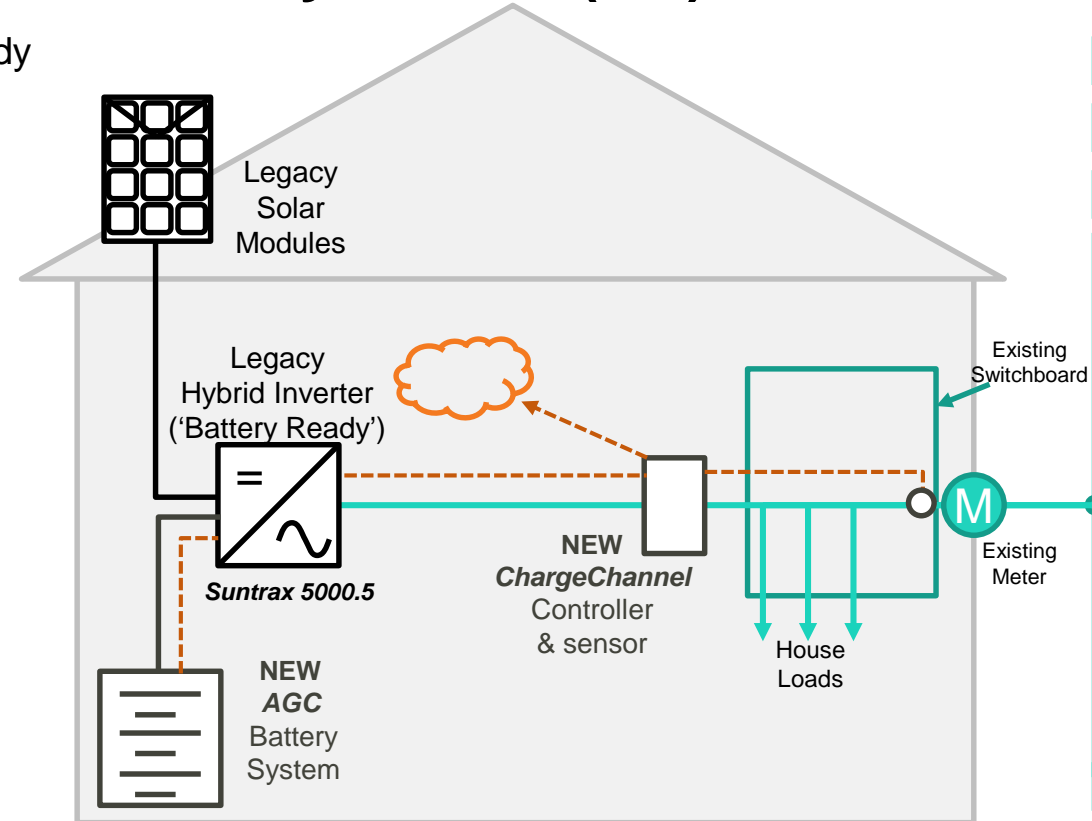 dy
Legacy
Solar
Modules
Legacy
Hybrid Inverter
(‘Battery Ready’)
Existing
Switchboard
M
NEW
ChargeChannel
Controller
& sensor
Existing
Meter
Suntrax 5000.5
House
Loads
NEW
AGC
Battery
System